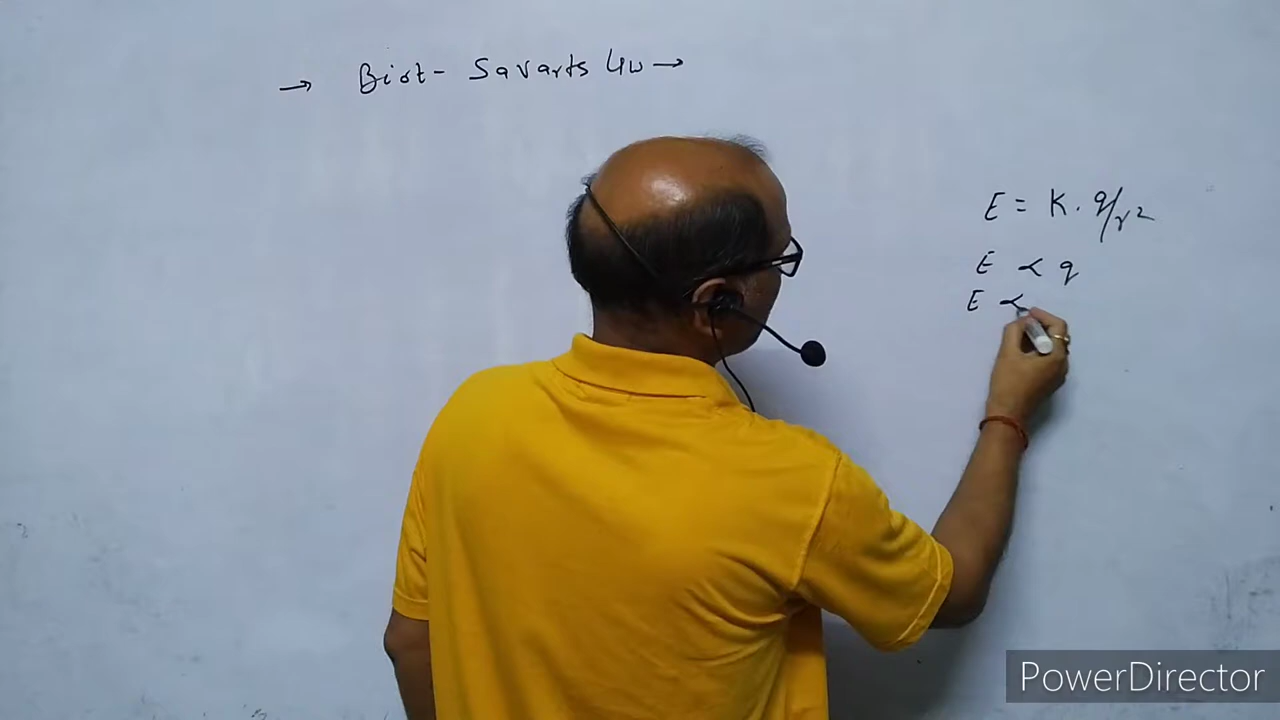 → Biot- Savarts Law →
E = K. q/r2
E ∝ q
E ∝
PowerDirector